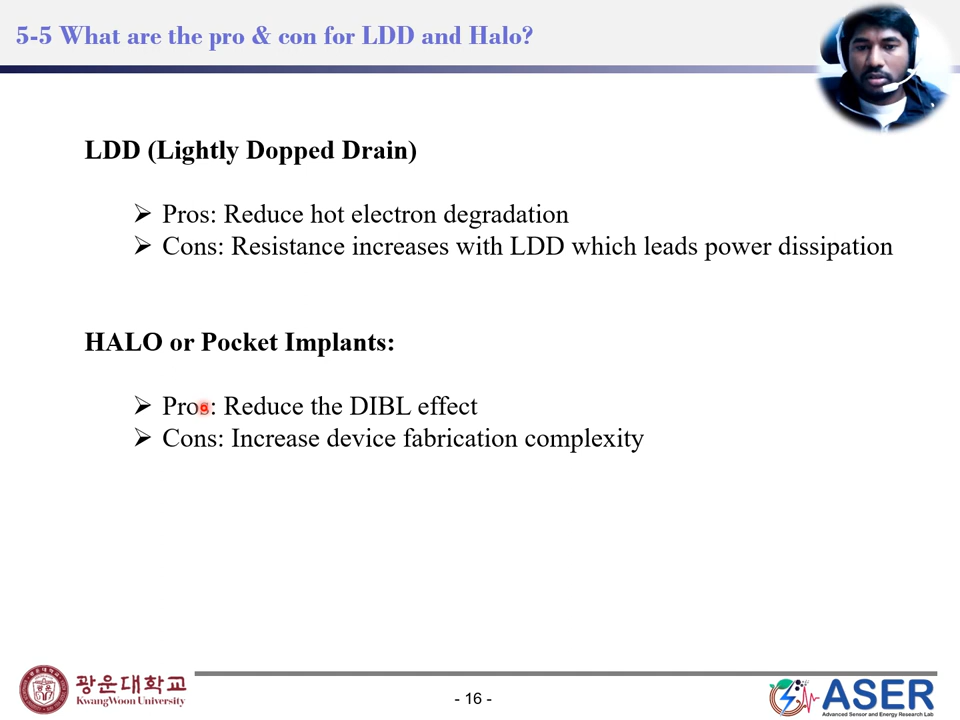 5-5 What are the pro & con for LDD and Halo?
LDD (Lightly Dopped Drain)
➢ Pros: Reduce hot electron degradation
➢ Cons: Resistance increases with LDD which leads power dissipation
HALO or Pocket Implants:
➢ Pros: Reduce the DIBL effect
➢ Cons: Increase device fabrication complexity
광운대학교
KwangWoon University
- 16 -
ASER
Advanced Sensor and Energy Research Lab